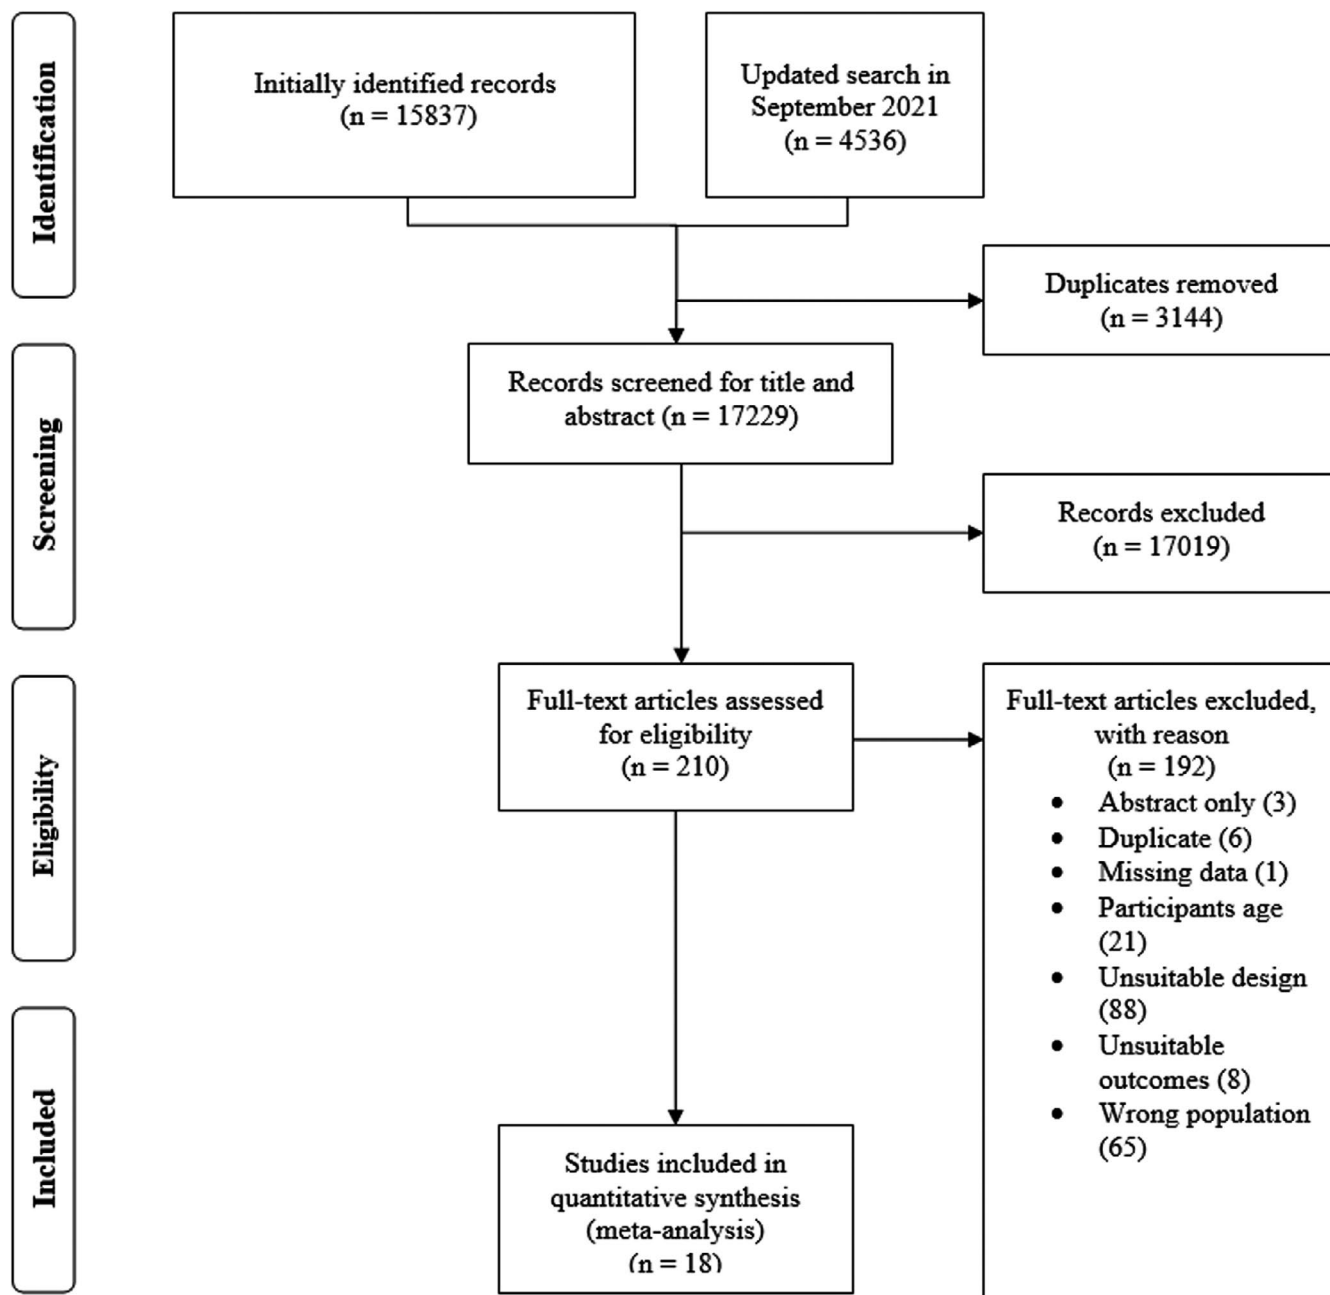 Identification
Initially identified records
(n = 15837)
Updated search in
September 2021
(n = 4536)
Duplicates removed
(n = 3144)
Screening
Records screened for title and
abstract (n = 17229)
Records excluded
(n = 17019)
Eligibility
Full-text articles assessed
for eligibility
(n = 210)
Full-text articles excluded,
with reason
(n = 192)
• Abstract only (3)
• Duplicate (6)
• Missing data (1)
• Participants age
(21)
• Unsuitable design
(88)
• Unsuitable
outcomes (8)
• Wrong population
(65)
Included
Studies included in
quantitative synthesis
(meta-analysis)
(n = 18)